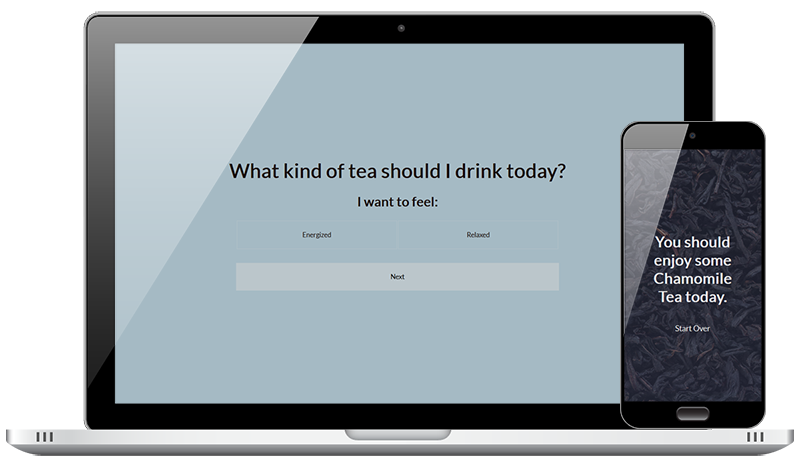 What kind of tea should I drink today?
I want to feel:
Energized
Relaxed
Next
You should
enjoy some
Chamomile
Tea today.
Start Over